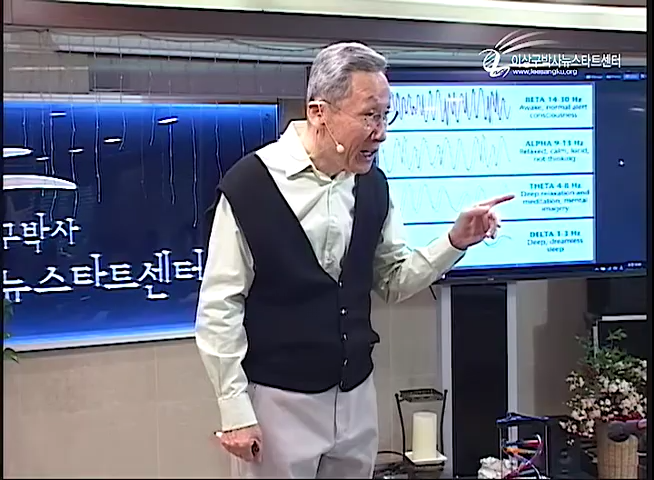 이상구박사뉴스타트센터
www.leesangku.org
BETA 14-30 Hz
Awake, normal alert
consciousness
ALPHA 9-13 Hz
Relaxed, calm, lucid,
not thinking
THETA 4-8 Hz
Deep relaxation and
meditation, mental
imagery
DELTA 1-3 Hz
Deep, dreamless
sleep
구박사
뉴스타트센터